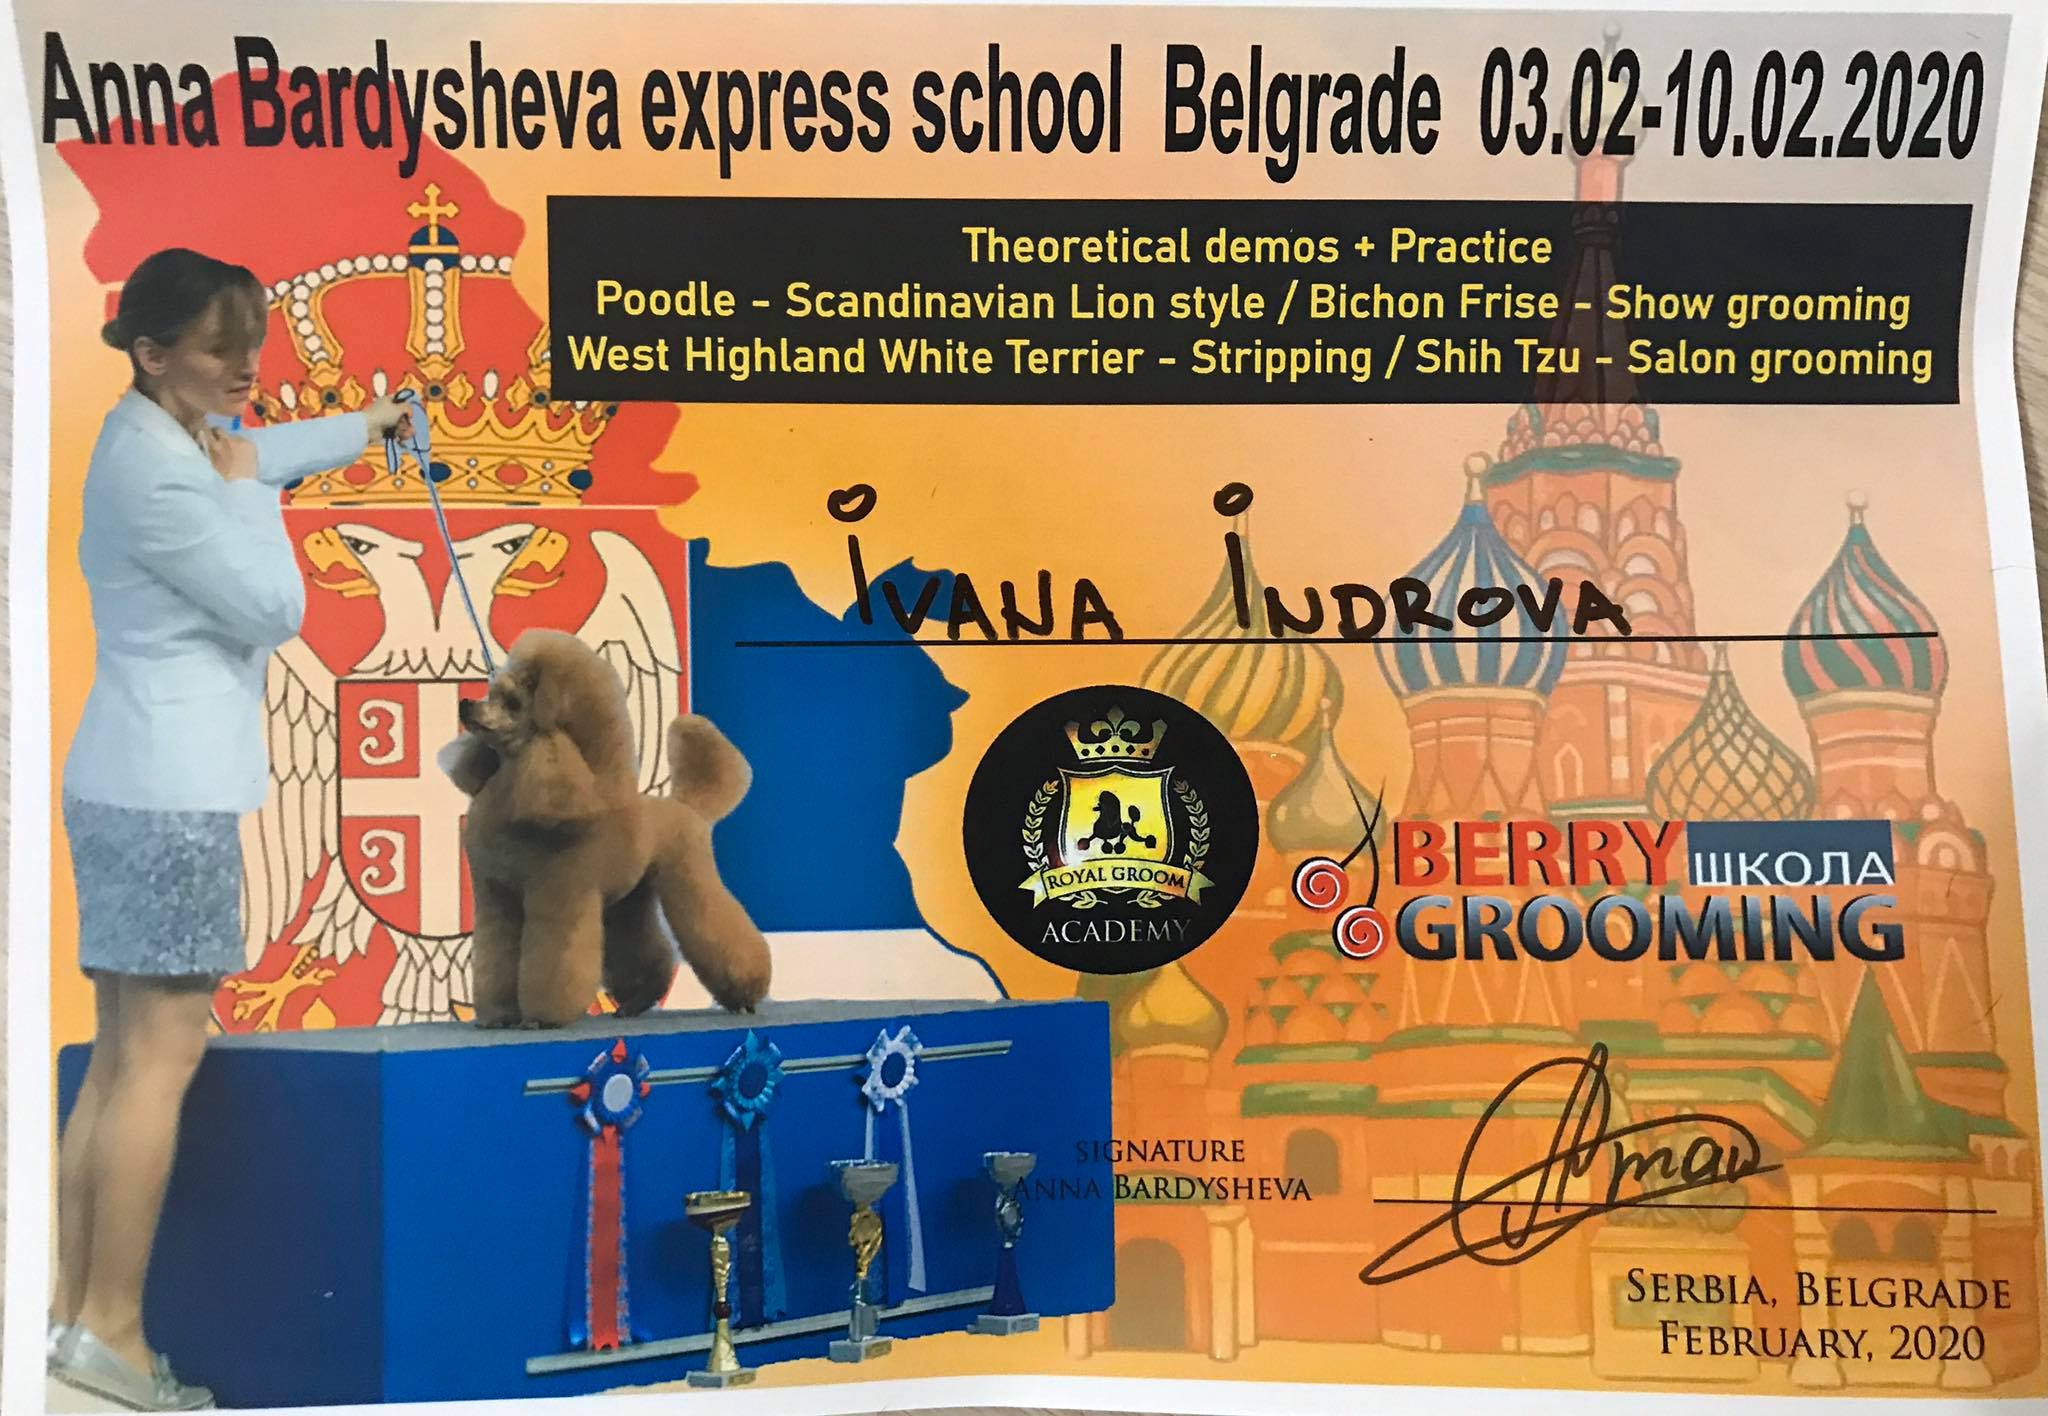 Anna Bardysheva express school Belgrade 03.02-10.02.2020
Theoretical demos + Practice
Poodle - Scandinavian Lion style / Bichon Frise - Show grooming
West Highland White Terrier - Stripping / Shih Tzu - Salon grooming
IVANA INDROVA
ROYAL GROOM
ACADEMY
BERRY ШКОЛА
GROOMING
SIGNATURE
ANNA BARDYSHEVA
SERBIA, BELGRADE
FEBRUARY, 2020